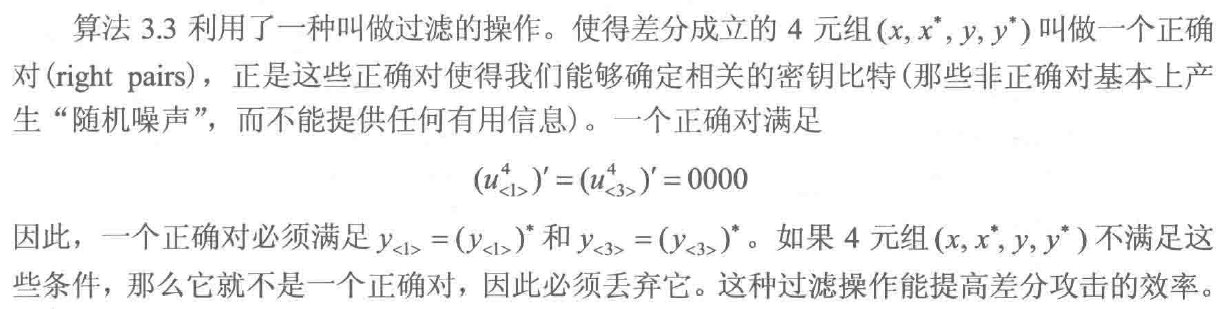 算法 3.3 利用了一种叫做过滤的操作。使得差分成立的 4 元组(x, x*, y, y*)叫做一个正确
对(right pairs)，正是这些正确对使得我们能够确定相关的密钥比特(那些非正确对基本上产
生“随机噪声”，而不能提供任何有用信息)。一个正确对满足
(u⁴<1>)′ = (u⁴<3>)′ = 0000
因此，一个正确对必须满足 y<1> = (y<1>)* 和 y<3> = (y<3>)*。如果 4 元组(x, x*, y, y*)不满足这
些条件，那么它就不是一个正确对，因此必须丢弃它。这种过滤操作能提高差分攻击的效率。